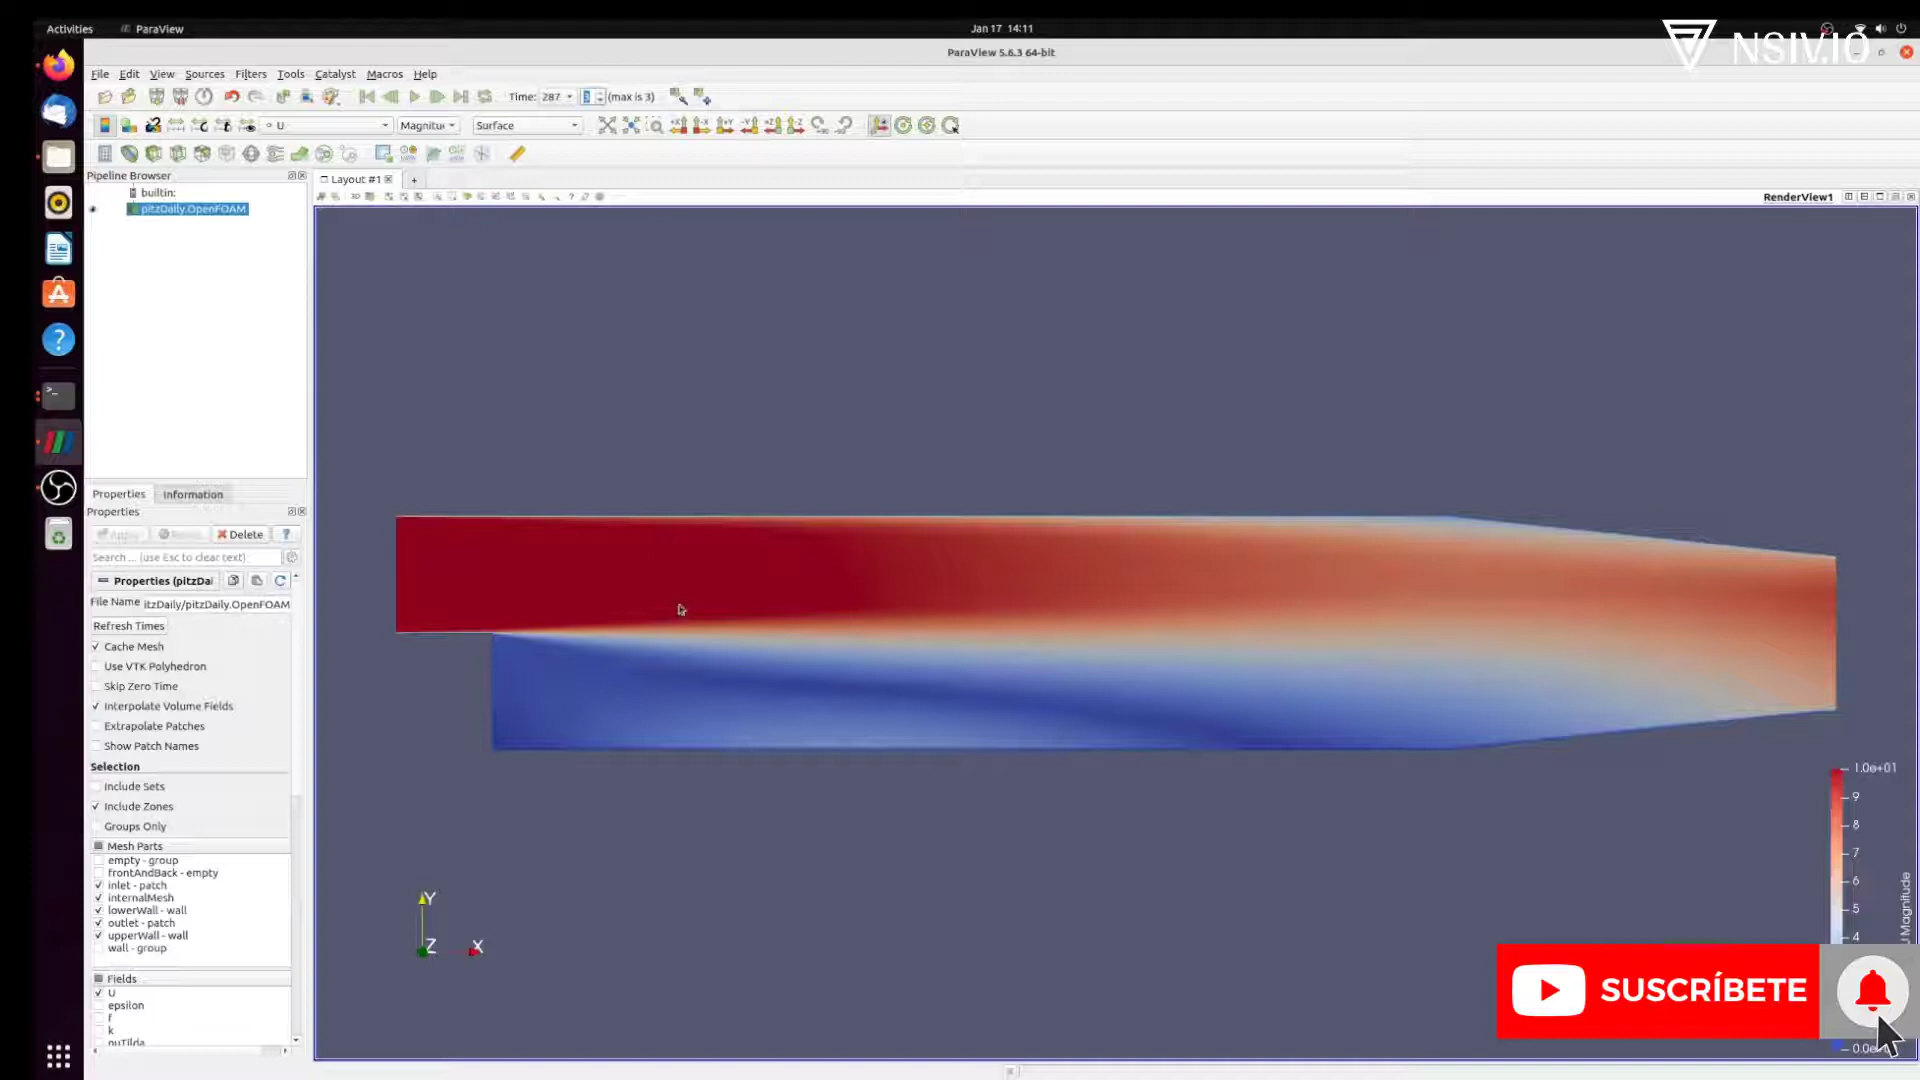 Activities
ParaView
Jan 17 14:11
NSIV.IO
ParaView 5.6.3 64-bit
File Edit View Sources Filters Tools Catalyst Macros Help
Time: 287 (max is 3)
U
Magnitu
Surface
Pipeline Browser
Layout #1
builtin:
pitzDaily.OpenFOAM
RenderView1
Properties
Information
Properties
Delete
?
Search ... (use Esc to clear text)
Properties (pitzDai
File Name itzDaily/pitzDaily.OpenFOAM
Refresh Times
Cache Mesh
Use VTK Polyhedron
Skip Zero Time
Interpolate Volume Fields
Extrapolate Patches
Show Patch Names
Selection
Include Sets
Include Zones
Groups Only
Mesh Parts
empty - group
frontAndBack - empty
inlet - patch
internalMesh
lowerWall - wall
outlet - patch
upperWall - wall
wall - group
Fields
U
epsilon
f
k
nuTilda
Y
Z
X
1.0e+01
9
8
7
6
5
4
U Magnitude
SUSCRÍBETE